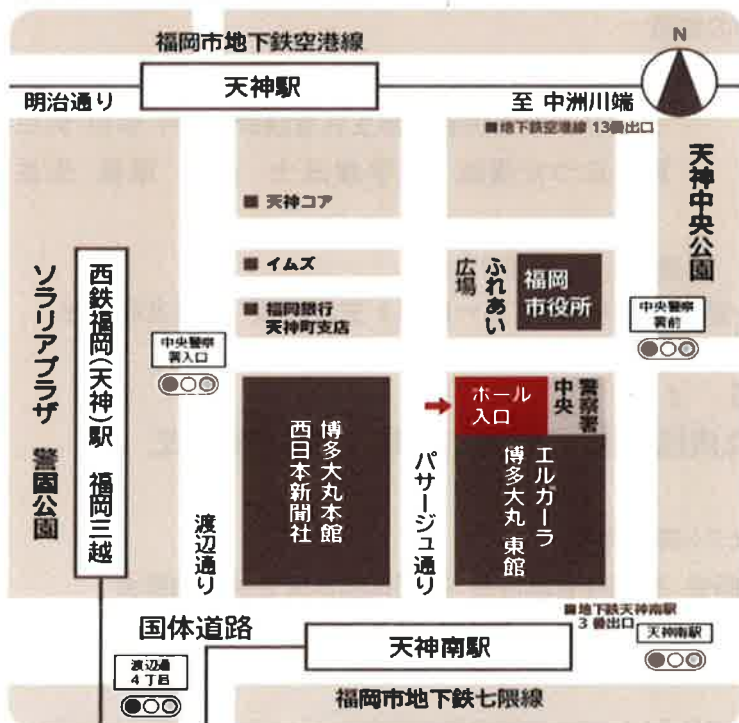 福岡市地下鉄空港線
N
明治通り
天神駅
至 中洲川端
■地下鉄空港線 13番出口
天神中央公園
■ 天神コア
■ イムズ
■ 福岡銀行
天神町支店
ふれあい
広場
福岡
市役所
中央警察
署前
中央警察
署入口
ソラリアプラザ 警固公園
西鉄福岡(天神)駅 福岡三越
渡辺通り
博多大丸本館
西日本新聞社
パサージュ通り
ホール
入口
警察署
中央
エルガーラ
博多大丸 東館
国体道路
渡辺通
4丁目
天神南駅
■地下鉄天神南駅
3 番出口
天神南駅
福岡市地下鉄七隈線